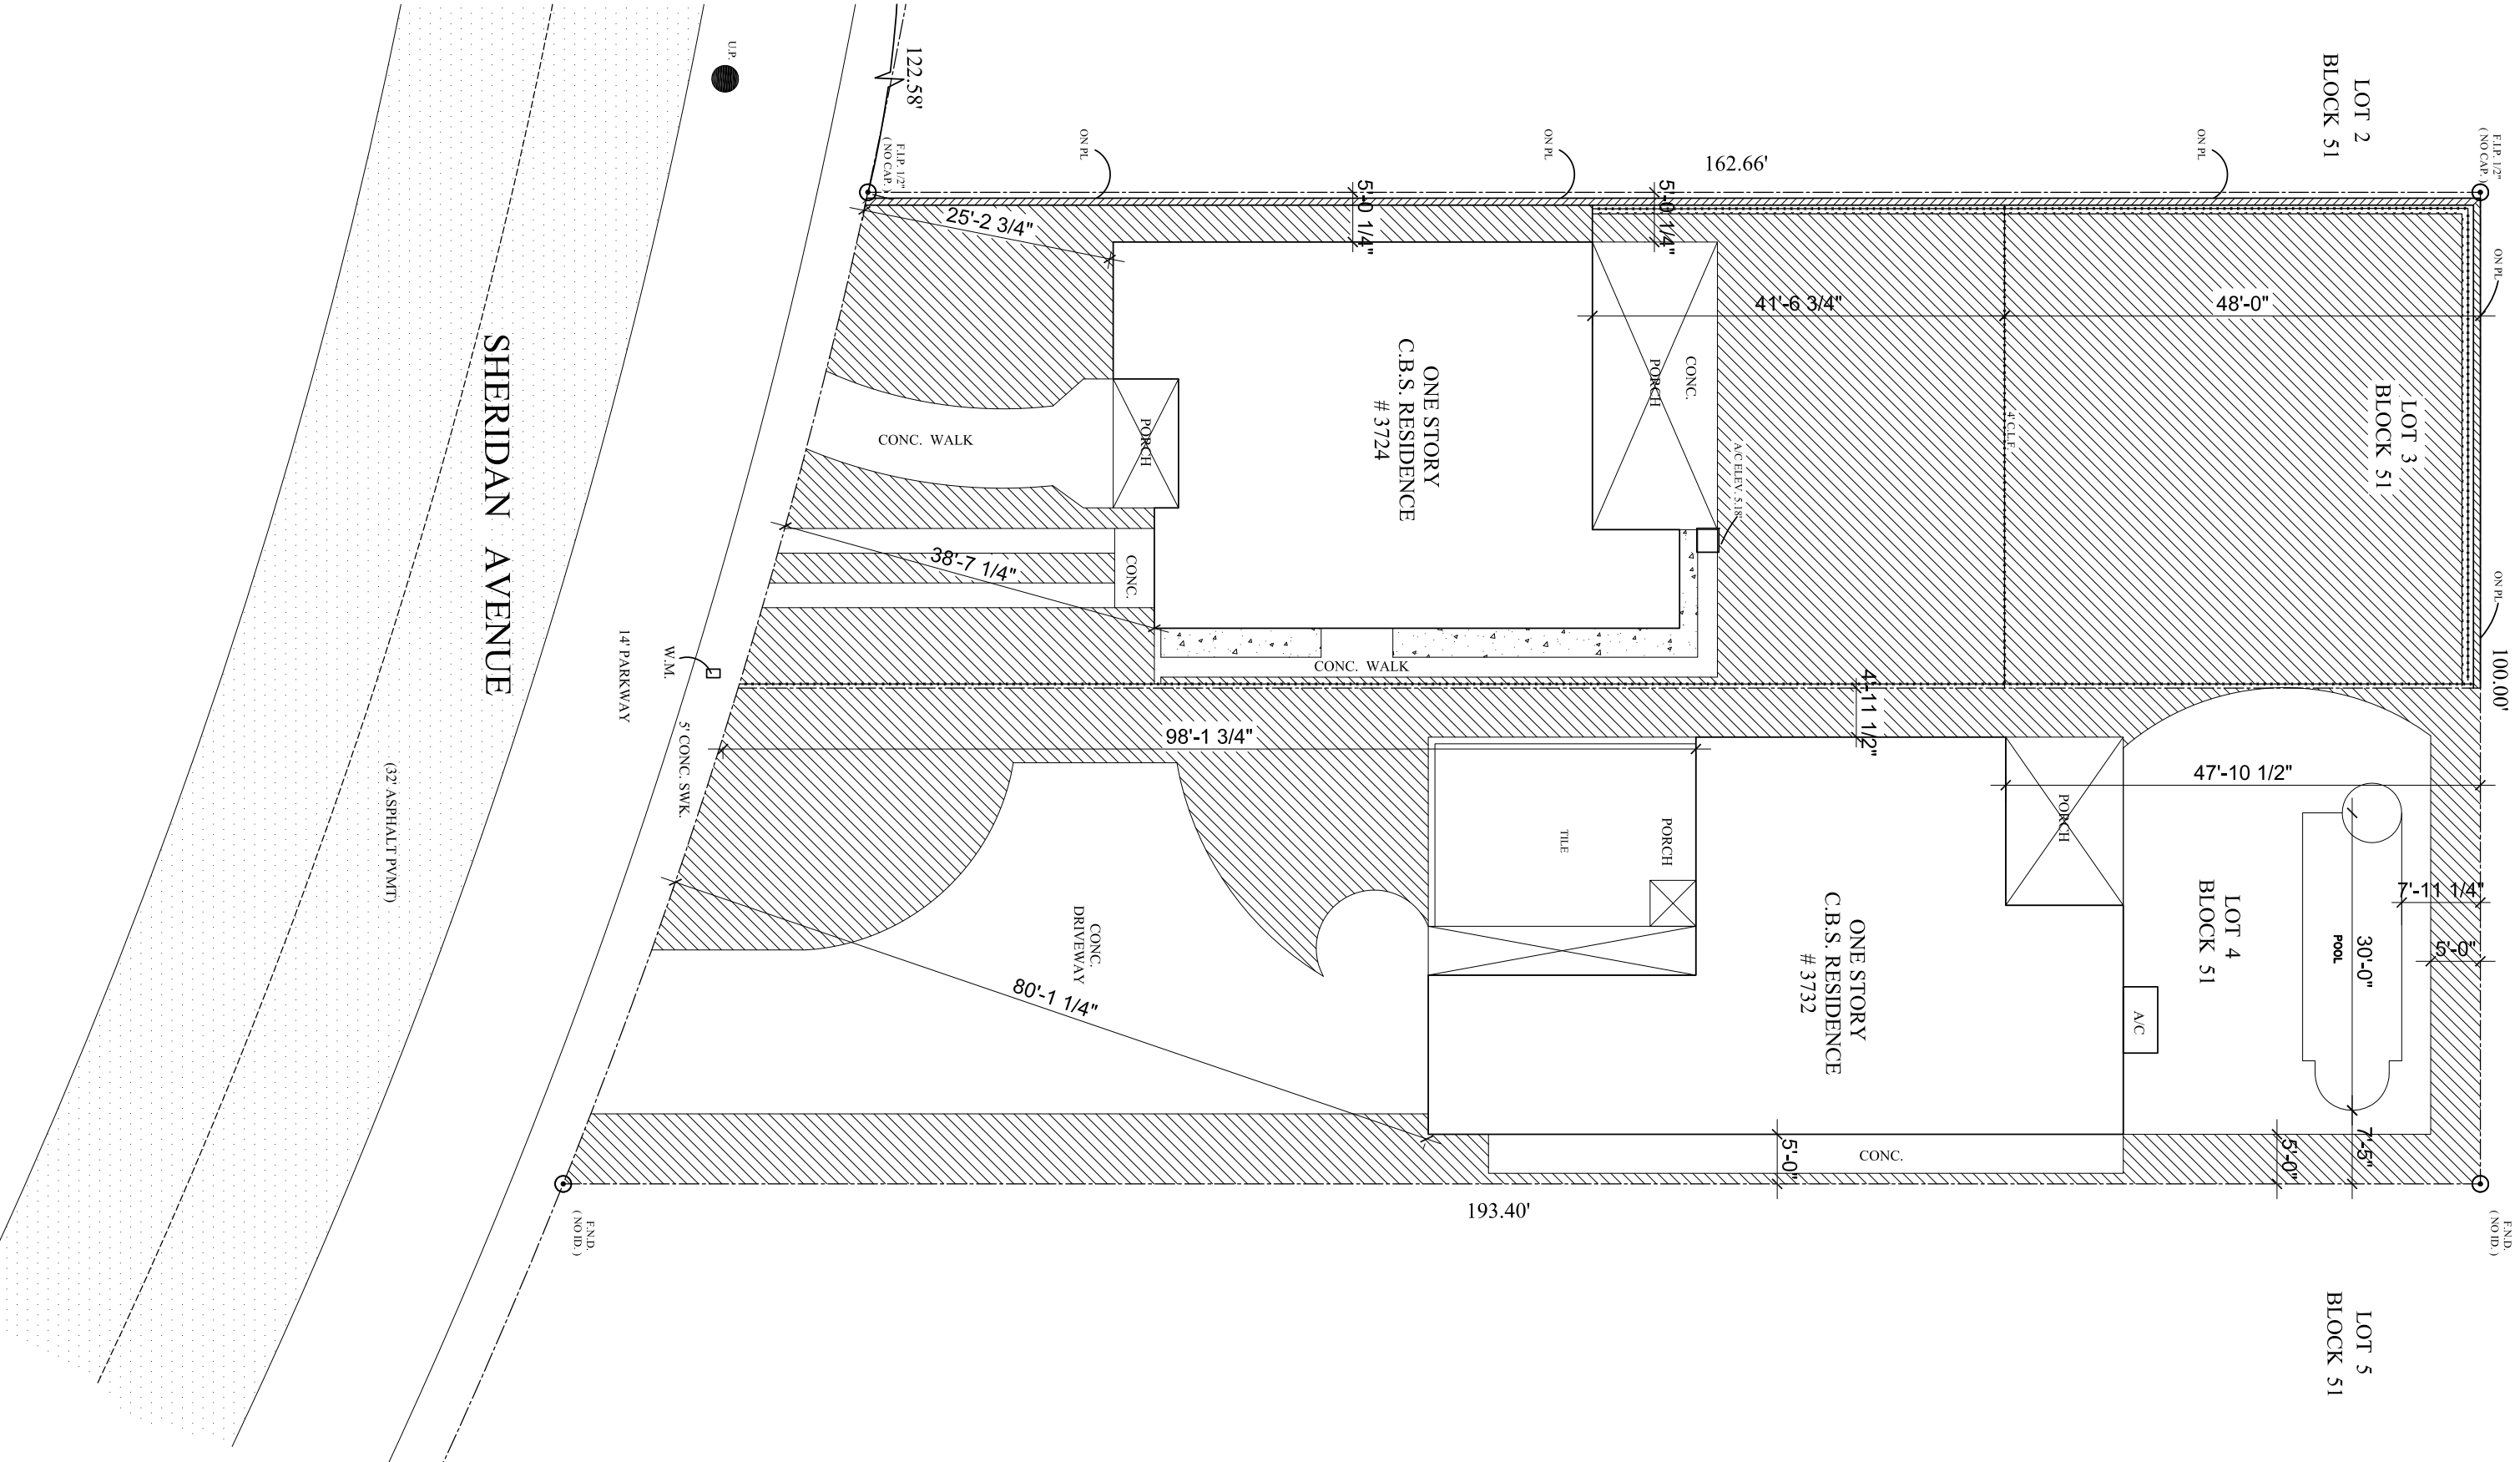 LOT 2
BLOCK 51
F.I.P. 1/2"
( NO CAP. )
U.P.
122.58'
F.I.P. 1/2"
( NO CAP. )
ON PL
ON PL
162.66'
ON PL
ON PL
ON PL
100.00'
25'-2 3/4"
5'-0 1/4"
5'-0 1/4"
41'-6 3/4"
48'-0"
LOT 3
BLOCK 51
4' C.L.F.
ONE STORY
C.B.S. RESIDENCE
# 3724
CONC.
PORCH
A/C ELEV. 5.18'
PORCH
CONC. WALK
CONC.
38'-7 1/4"
CONC. WALK
SHERIDAN AVENUE
14' PARKWAY
W.M.
5' CONC. SWK.
(32' ASPHALT PVMT)
98'-1 3/4"
4'-11 1/2"
47'-10 1/2"
PORCH
TILE
PORCH
ONE STORY
C.B.S. RESIDENCE
# 3732
LOT 4
BLOCK 51
7'-11 1/4"
5'-0"
30'-0"
POOL
A/C
CONC.
DRIVEWAY
80'-1 1/4"
5'-0"
CONC.
5'-0"
7'-5"
193.40'
F.N.D.
( NO ID. )
F.N.D.
( NO ID. )
LOT 5
BLOCK 51